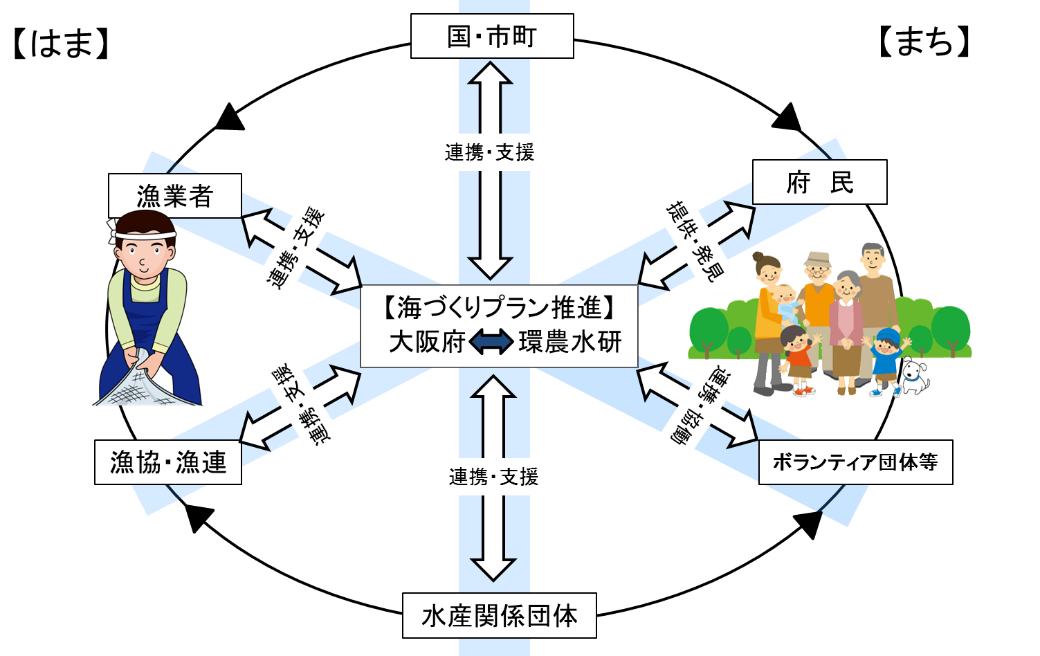 【はま】
国・市町
【まち】
連携・支援
漁業者
府　民
連携・支援
提供・発見
【海づくりプラン推進】
大阪府 環農水研
連携・支援
連携・協働
漁協・漁連
連携・支援
ボランティア団体等
水産関係団体